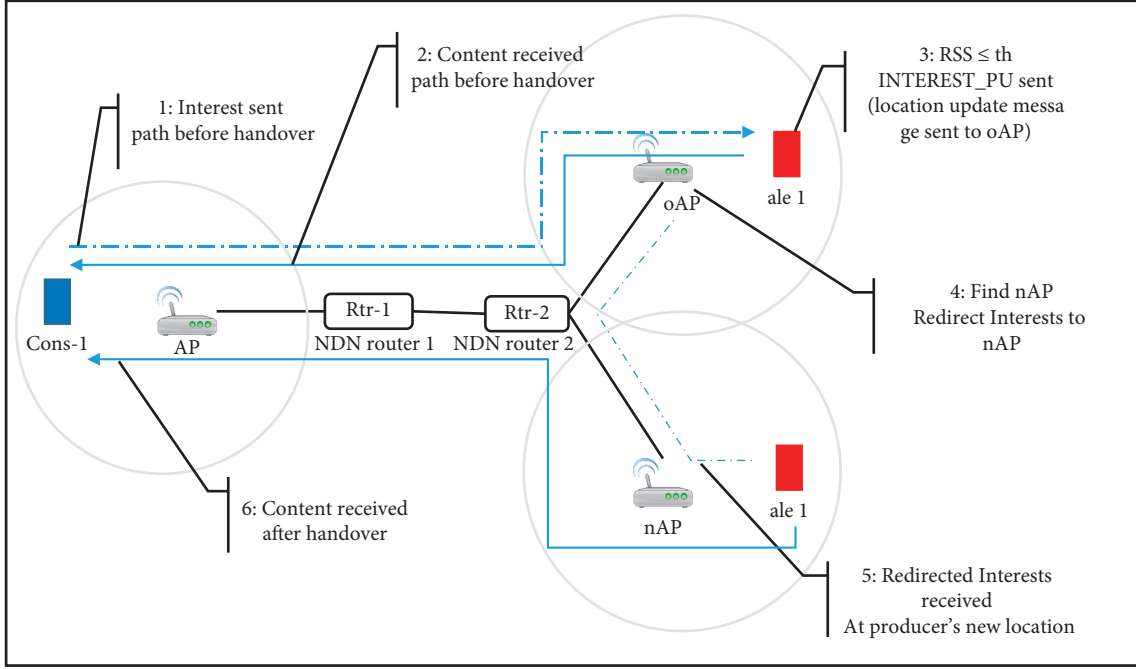 1: Interest sent
path before handover
2: Content received
path before handover
3: RSS ≤ th
INTEREST_PU sent
(location update messa
ge sent to oAP)
oAP
ale 1
Cons-1
AP
Rtr-1
NDN router 1
Rtr-2
NDN router 2
4: Find nAP
Redirect Interests to
nAP
nAP
ale 1
6: Content received
after handover
5: Redirected Interests
received
At producer's new location